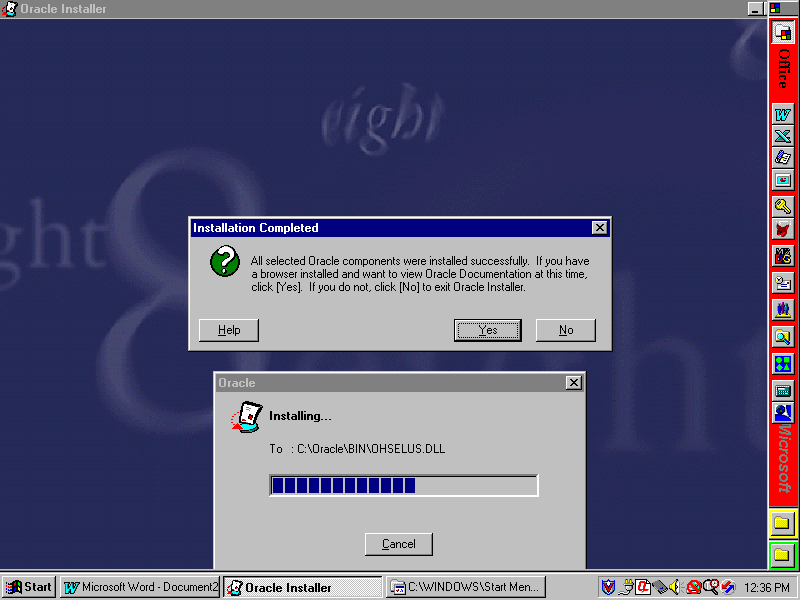 Oracle Installer
Office
eight
8
ght
Installation Completed
All selected Oracle components were installed successfully. If you have
a browser installed and want to view Oracle Documentation at this time,
click [Yes]. If you do not, click [No] to exit Oracle Installer.
Help
Yes
No
Oracle
Installing...
To : C:\Oracle\BIN\OHSELUS.DLL
Cancel
Microsoft
Start
Microsoft Word - Document2
Oracle Installer
C:\WINDOWS\Start Men...
12:36 PM